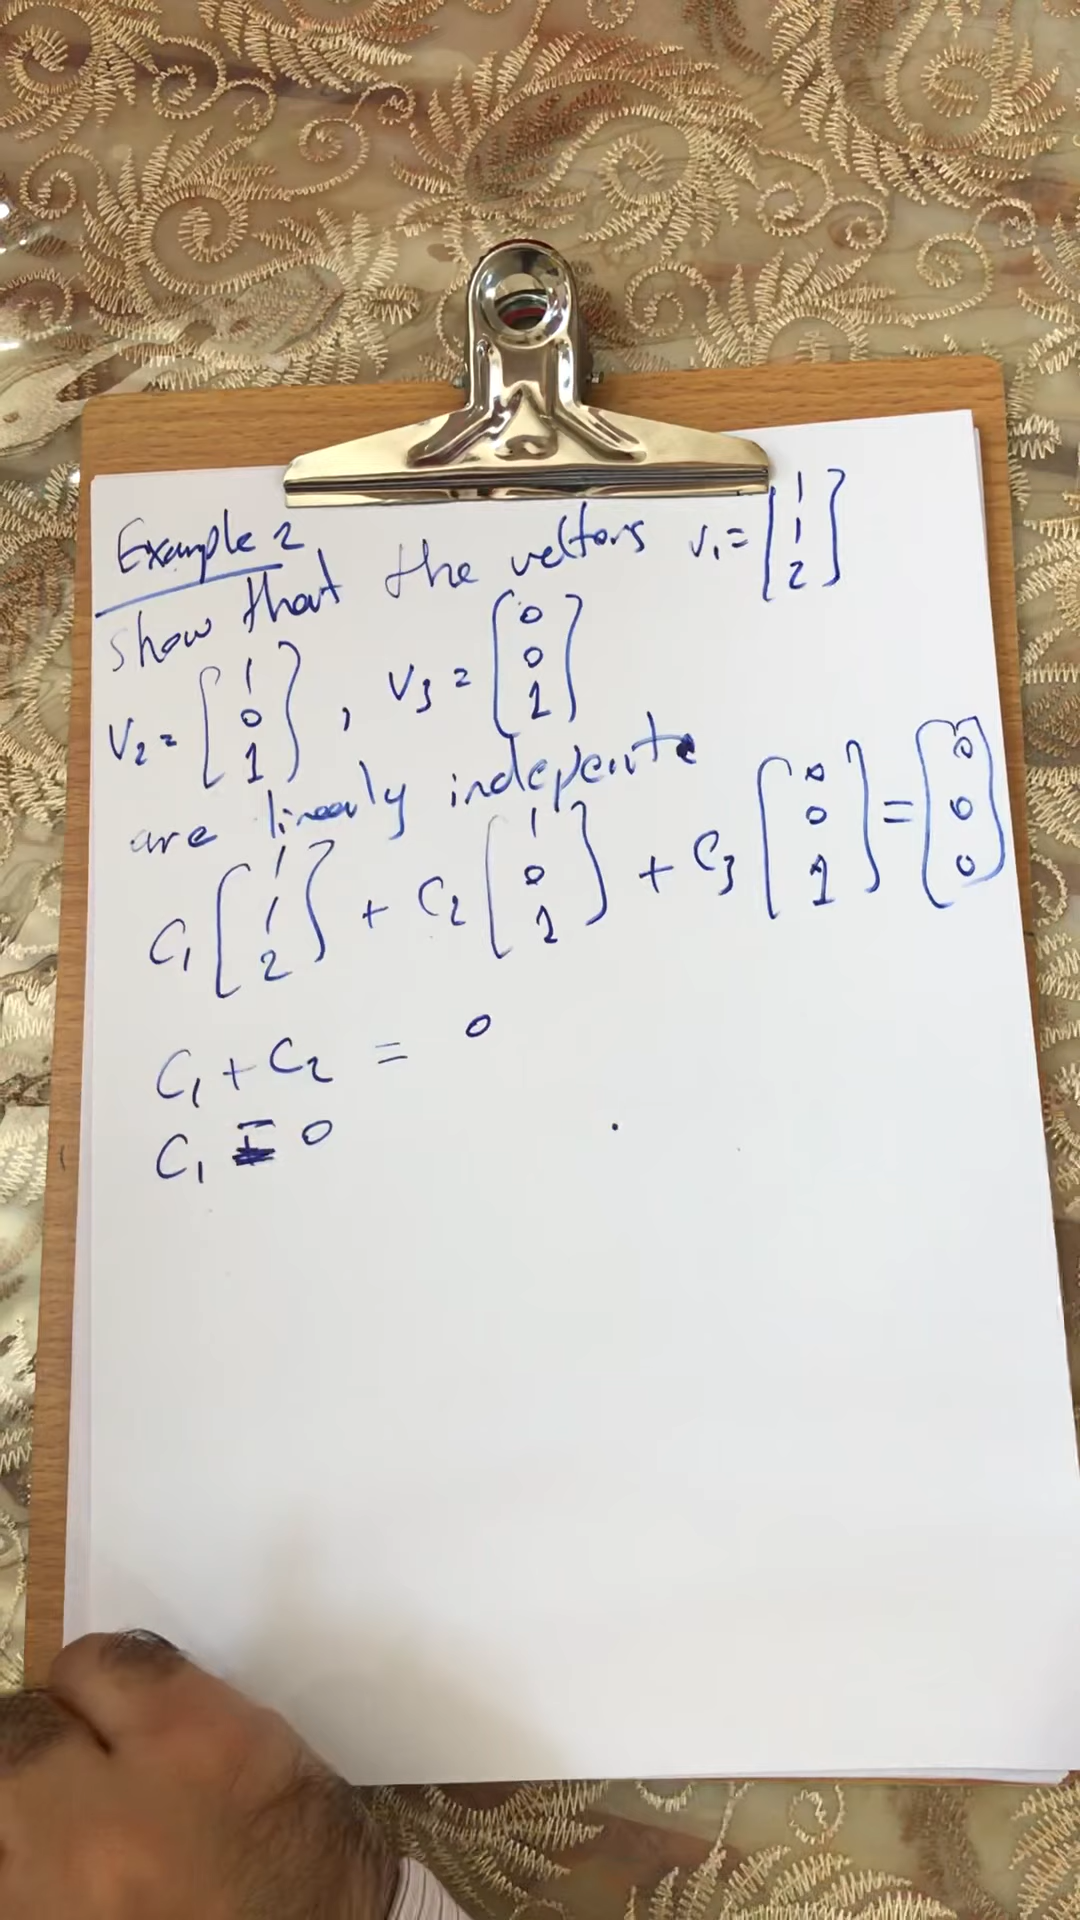 Example 2
show that the vectors v₁ = [1 1 2]
v₂ = [1 0 1] , v₃ = [0 0 1]
are linearly indepente
C₁ [1 1 2] + C₂ [1 0 1] + C₃ [0 0 1] = [0 0 0]
C₁ + C₂ = 0
C₁ = 0